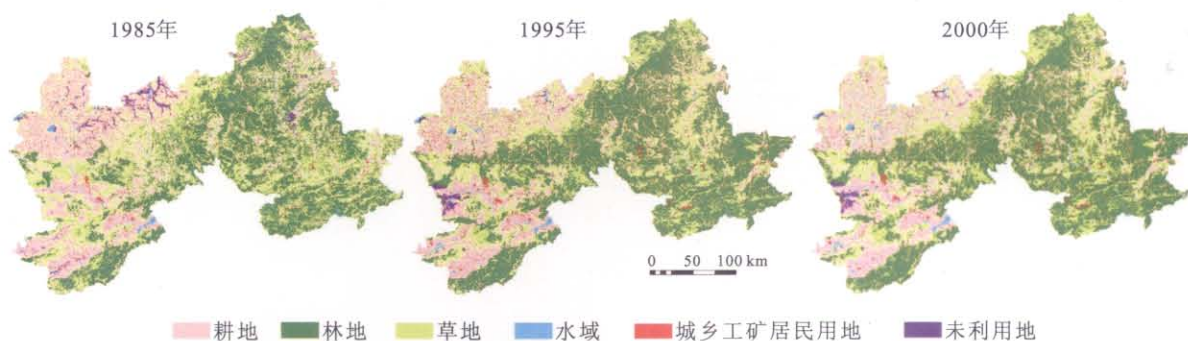 1985年
1995年
2000年
0 50 100 km
耕地 林地 草地 水域 城乡工矿居民用地 未利用地